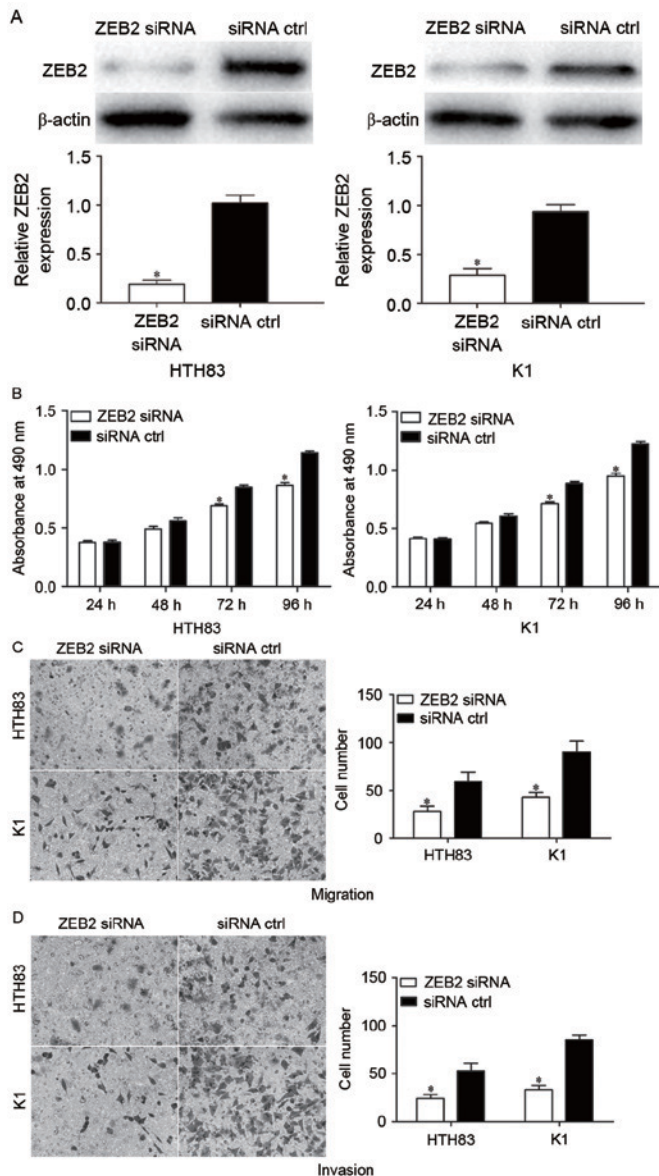 A
ZEB2 siRNA siRNA ctrl
ZEB2
β-actin
Relative ZEB2
expression
1.5
1.0
0.5
0.0
*
ZEB2
siRNA
siRNA ctrl
HTH83
ZEB2 siRNA siRNA ctrl
ZEB2
β-actin
Relative ZEB2
expression
1.5
1.0
0.5
0.0
*
ZEB2
siRNA
siRNA ctrl
K1
B
Absorbance at 490 nm
1.5
1.0
0.5
0.0
ZEB2 siRNA
siRNA ctrl
* *
24 h 48 h 72 h 96 h
HTH83
Absorbance at 490 nm
1.5
1.0
0.5
0.0
ZEB2 siRNA
siRNA ctrl
* *
24 h 48 h 72 h 96 h
K1
C
ZEB2 siRNA siRNA ctrl
HTH83
K1
Cell number
150
100
50
0
ZEB2 siRNA
siRNA ctrl
* *
HTH83 K1
Migration
D
ZEB2 siRNA siRNA ctrl
HTH83
K1
Cell number
150
100
50
0
ZEB2 siRNA
siRNA ctrl
* *
HTH83 K1
Invasion